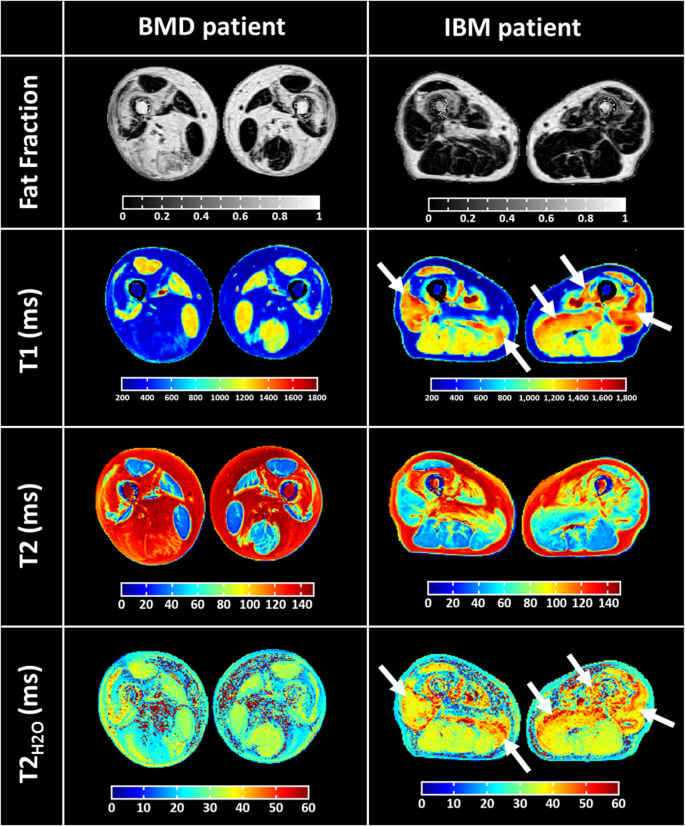 BMD patient
IBM patient
Fat Fraction
0 0.2 0.4 0.6 0.8 1
0 0.2 0.4 0.6 0.8 1
T1 (ms)
200 400 600 800 1000 1200 1400 1600 1800
200 400 600 800 1,000 1,200 1,400 1,600 1,800
T2 (ms)
0 20 40 60 80 100 120 140
0 20 40 60 80 100 120 140
T2H2O (ms)
0 10 20 30 40 50 60
0 10 20 30 40 50 60